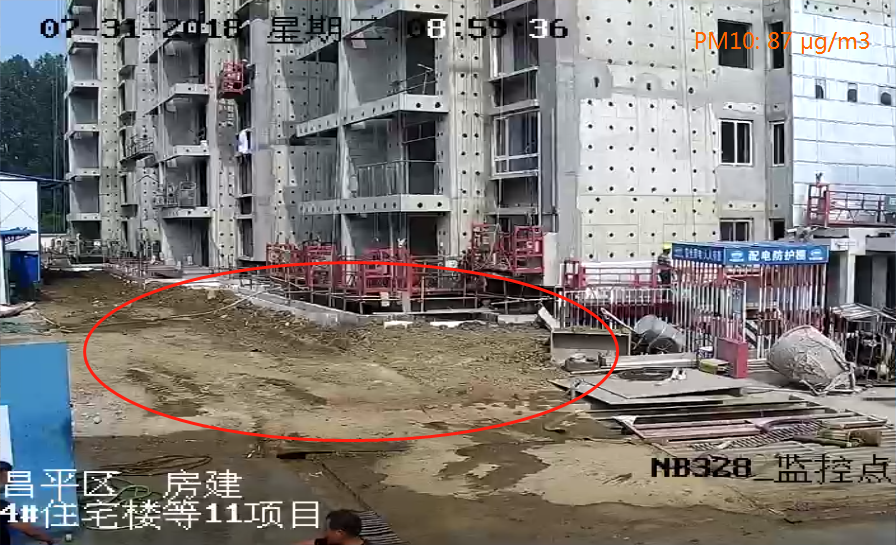 07-31-2018 星期二 08:59:36
PM10: 87 μg/m3
配电防护棚
NB328_监控点
昌平区 房建
4#住宅楼等11项目